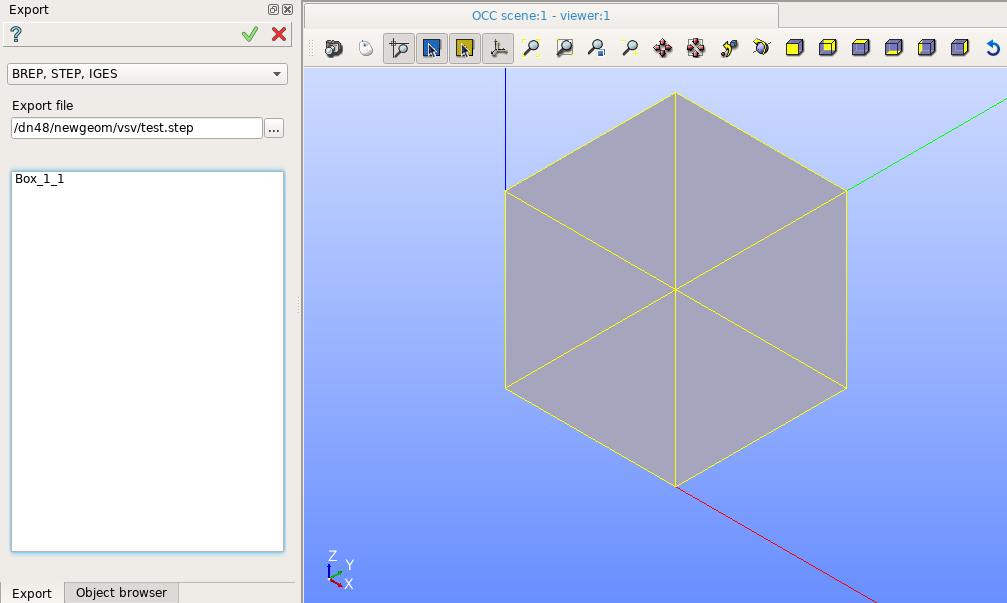 Export
BREP, STEP, IGES
Export file
/dn48/newgeom/vsv/test.step
...
Box_1_1
Export
Object browser
OCC scene:1 - viewer:1
Z
Y
X